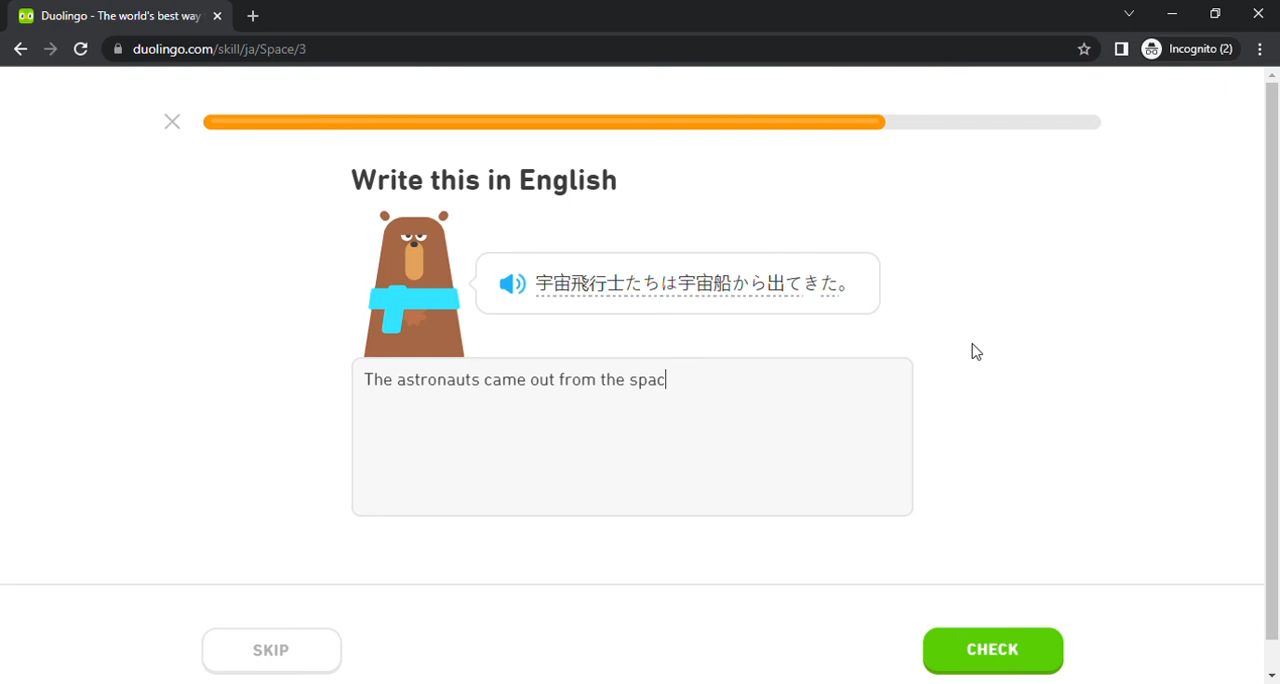 Duolingo - The world's best way
duolingo.com/skill/ja/Space/3
Incognito (2)
Write this in English
宇宙飛行士たちは宇宙船から出てきた。
The astronauts came out from the spac
SKIP
CHECK